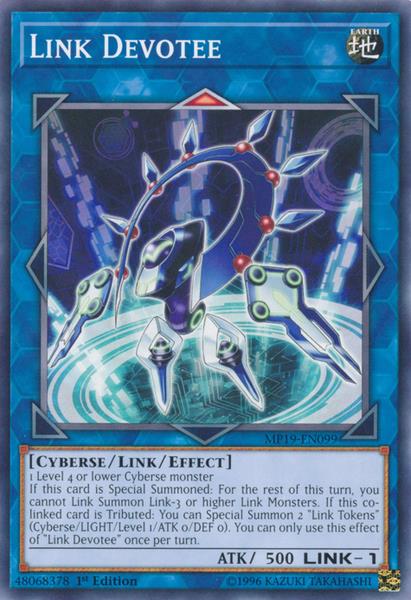 LINK DEVOTEE
EARTH
地
MP19-EN099
[CYBERSE/LINK/EFFECT]
1 Level 4 or lower Cyberse monster
If this card is Special Summoned: For the rest of this turn, you
cannot Link Summon Link-3 or higher Link Monsters. If this co-
linked card is Tributed: You can Special Summon 2 "Link Tokens"
(Cyberse/LIGHT/Level 1/ATK 0/DEF 0). You can only use this effect
of "Link Devotee" once per turn.
ATK/ 500 LINK-1
48068378 1st Edition ©1996 KAZUKI TAKAHASHI